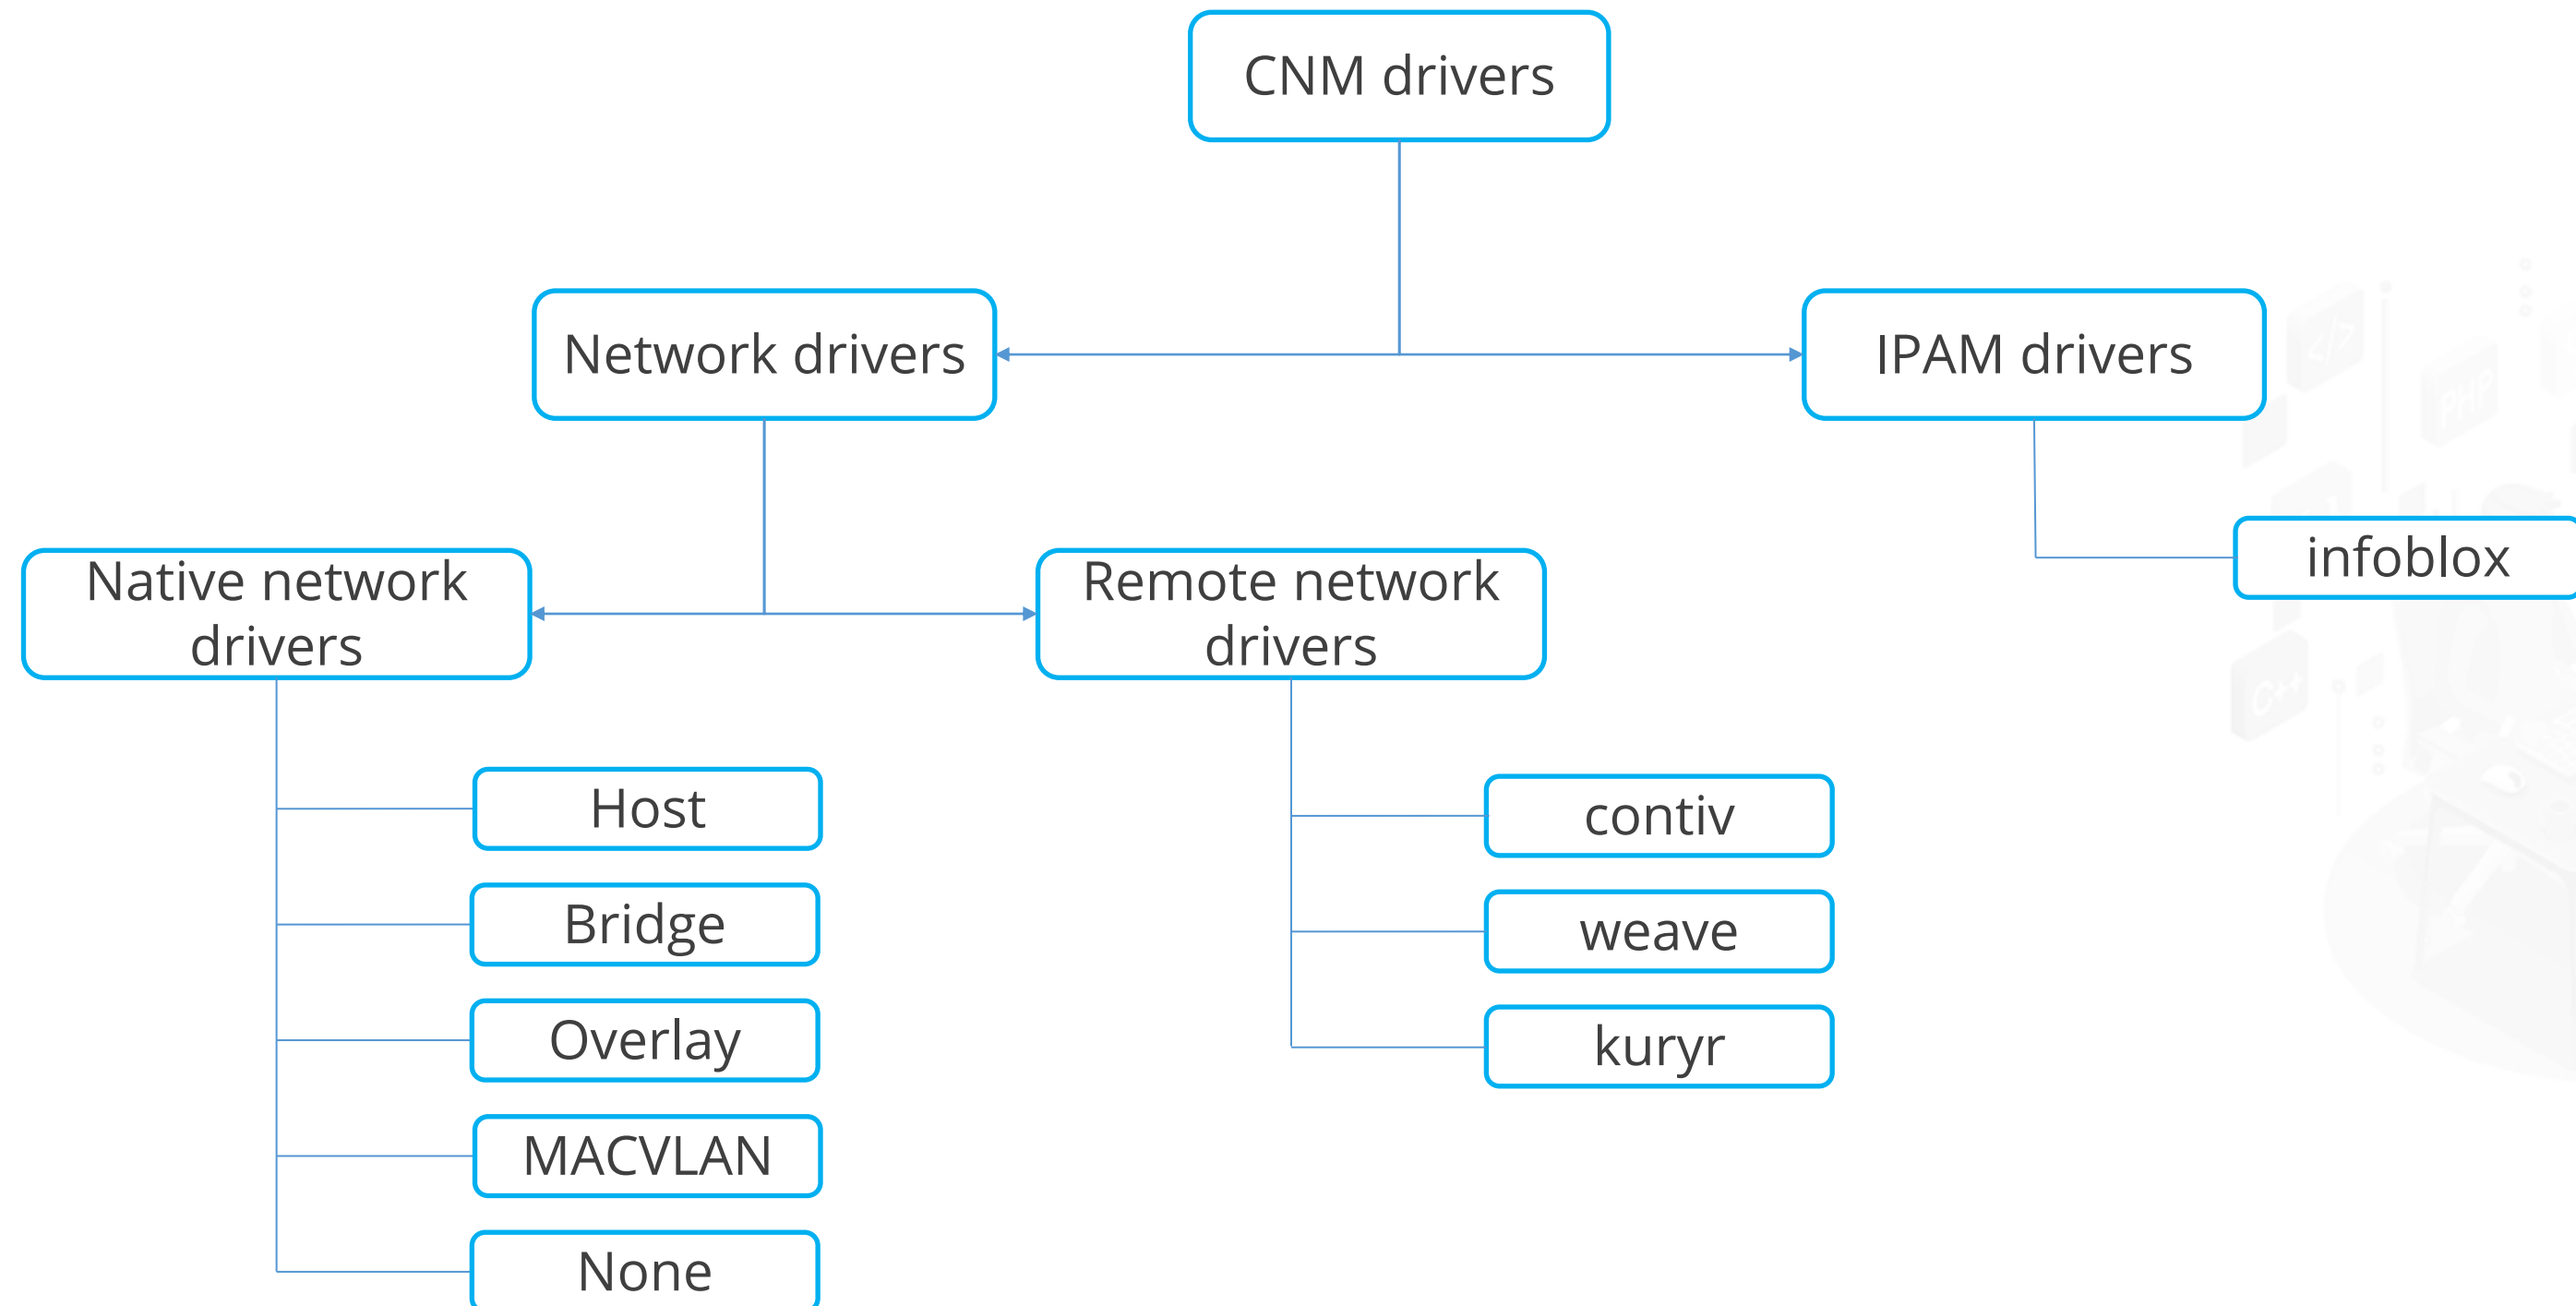 CNM drivers
Network drivers
IPAM drivers
Native network
drivers
Remote network
drivers
infoblox
Host
Bridge
Overlay
MACVLAN
None
contiv
weave
kuryr
</>
PHP
C++